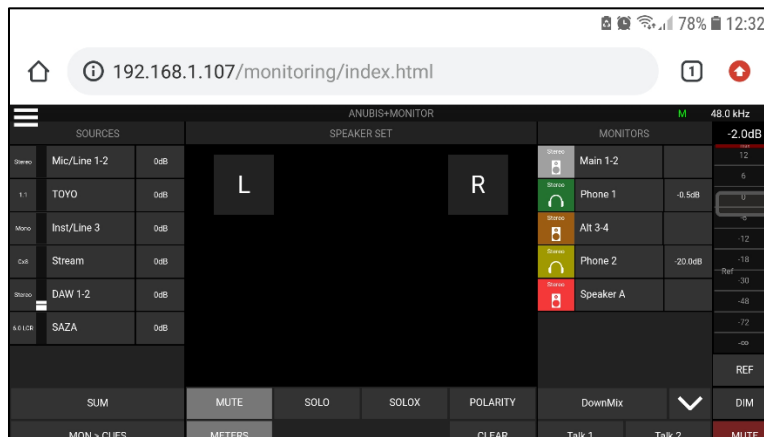 78% 12:32
192.168.1.107/monitoring/index.html 1
ANUBIS+MONITOR M 48.0 kHz
SOURCES SPEAKER SET MONITORS -2.0dB
Stereo Mic/Line 1-2 0dB L R Stereo Main 1-2 12
6
1.1 TOYO 0dB Stereo Phone 1 -0.5dB 0
Mono Inst/Line 3 0dB Stereo Alt 3-4 -6
-12
Cx8 Stream 0dB Stereo Phone 2 -20.0dB -18
Ref -30
Stereo DAW 1-2 0dB Stereo Speaker A -48
6.0 LCR SAZA 0dB -72
-∞
REF
SUM MUTE SOLO SOLOX POLARITY DownMix DIM
MON > CUES METERS CLEAR Talk 1 Talk 2 MUTE